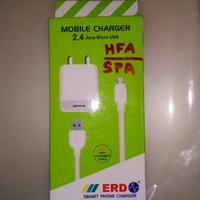 MOBILE CHARGER
2.4 Amp Micro USB
HFA
SPA
ERD
SMART PHONE CHARGER